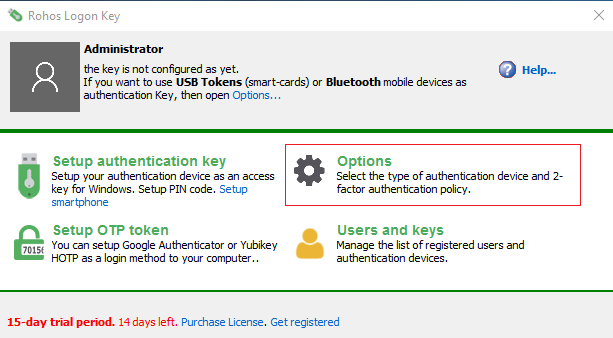 Rohos Logon Key
Administrator
the key is not configured as yet.
If you want to use USB Tokens (smart-cards) or Bluetooth mobile devices as
authentication Key, then open Options...
Help...
Setup authentication key
Setup your authentication device as an access
key for Windows. Setup PIN code. Setup
smartphone
Options
Select the type of authentication device and 2-
factor authentication policy.
Setup OTP token
You can setup Google Authenticator or Yubikey
HOTP as a login method to your computer..
70156
Users and keys
Manage the list of registered users and
authentication devices.
15-day trial period. 14 days left. Purchase License. Get registered